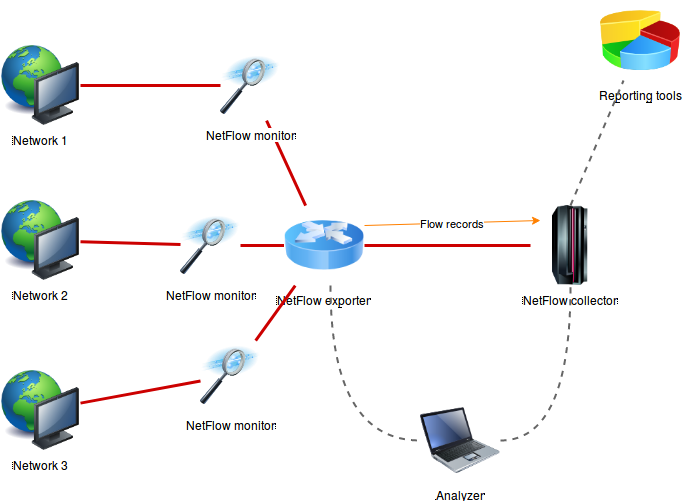 Reporting tools
Network 1
NetFlow monitor
Flow records
Network 2
NetFlow monitor
NetFlow exporter
NetFlow collector
NetFlow monitor
Network 3
Analyzer